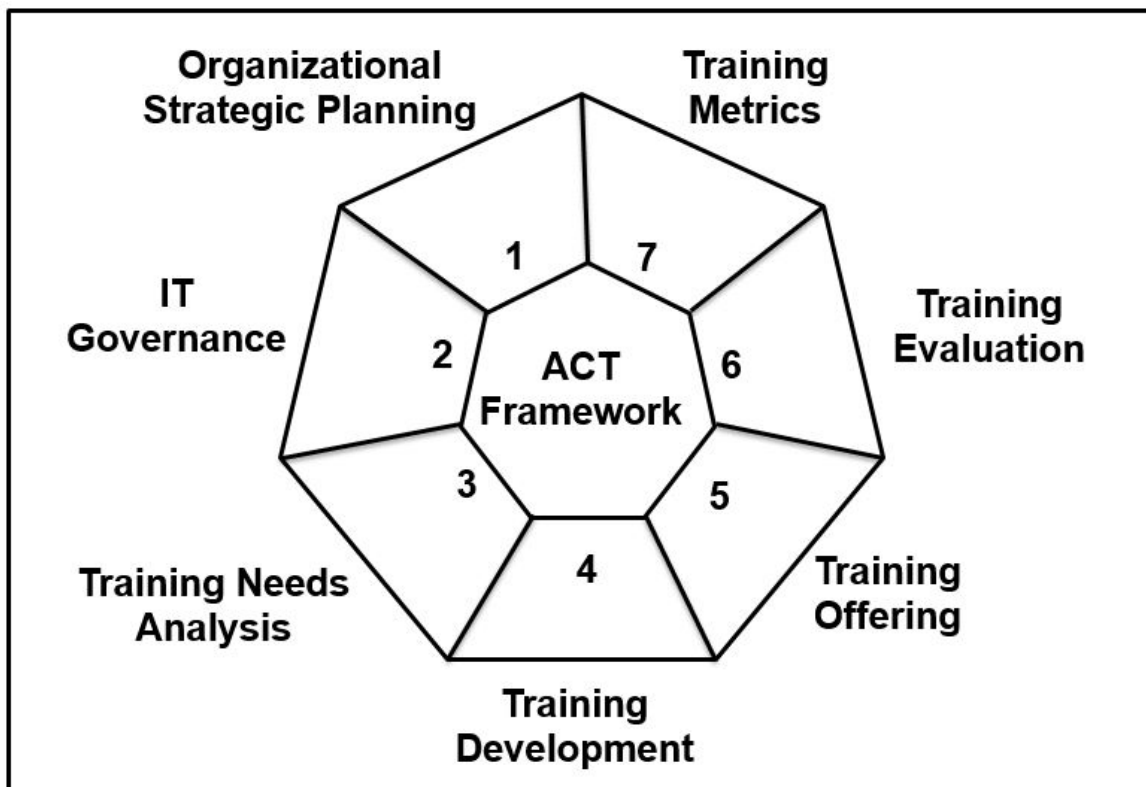 Organizational
Strategic Planning
Training
Metrics
1
7
IT
Governance
2
ACT
Framework
6
Training
Evaluation
3
5
Training Needs
Analysis
4
Training
Offering
Training
Development